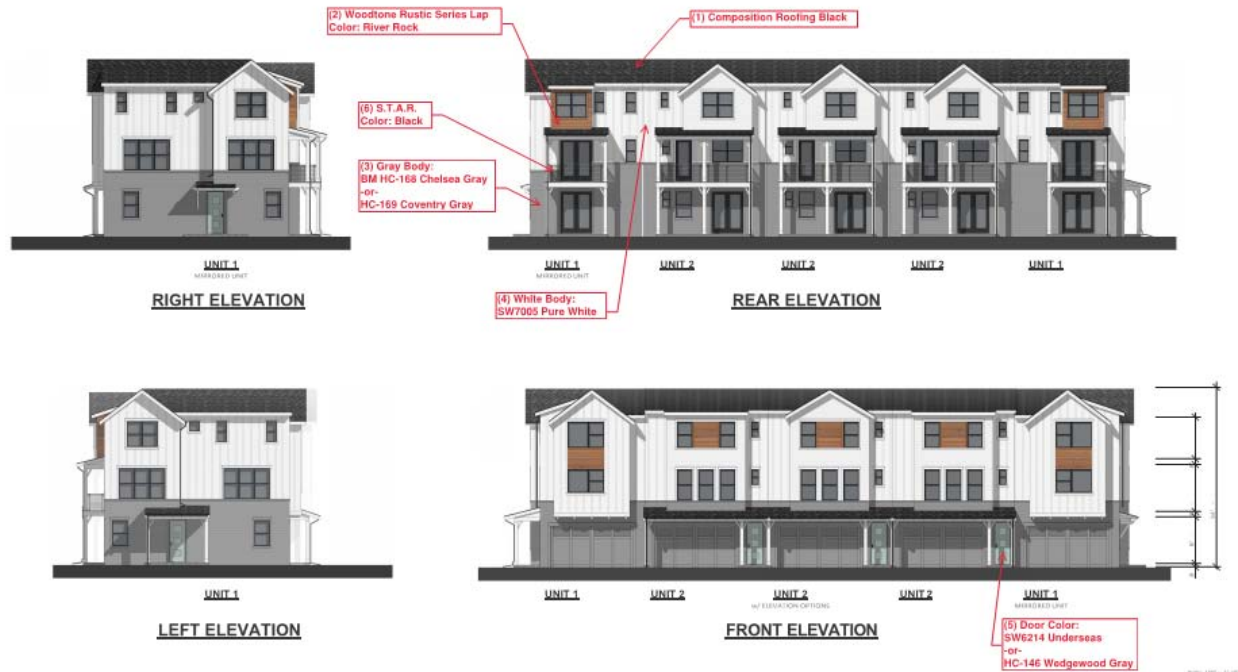 (2) Woodtone Rustic Series Lap
Color: River Rock
(1) Composition Roofing Black
(6) S.T.A.R.
Color: Black
(3) Gray Body:
BM HC-168 Chelsea Gray
-or-
HC-169 Coventry Gray
UNIT 1
MIRRORED UNIT
RIGHT ELEVATION
UNIT 1
MIRRORED UNIT
UNIT 2
UNIT 2
UNIT 2
UNIT 1
(4) White Body:
SW7005 Pure White
REAR ELEVATION
UNIT 1
LEFT ELEVATION
UNIT 1
UNIT 2
UNIT 2
w/ ELEVATION OPTIONS
UNIT 2
UNIT 1
MIRRORED UNIT
FRONT ELEVATION
(5) Door Color:
SW6214 Underseas
-or-
HC-146 Wedgewood Gray